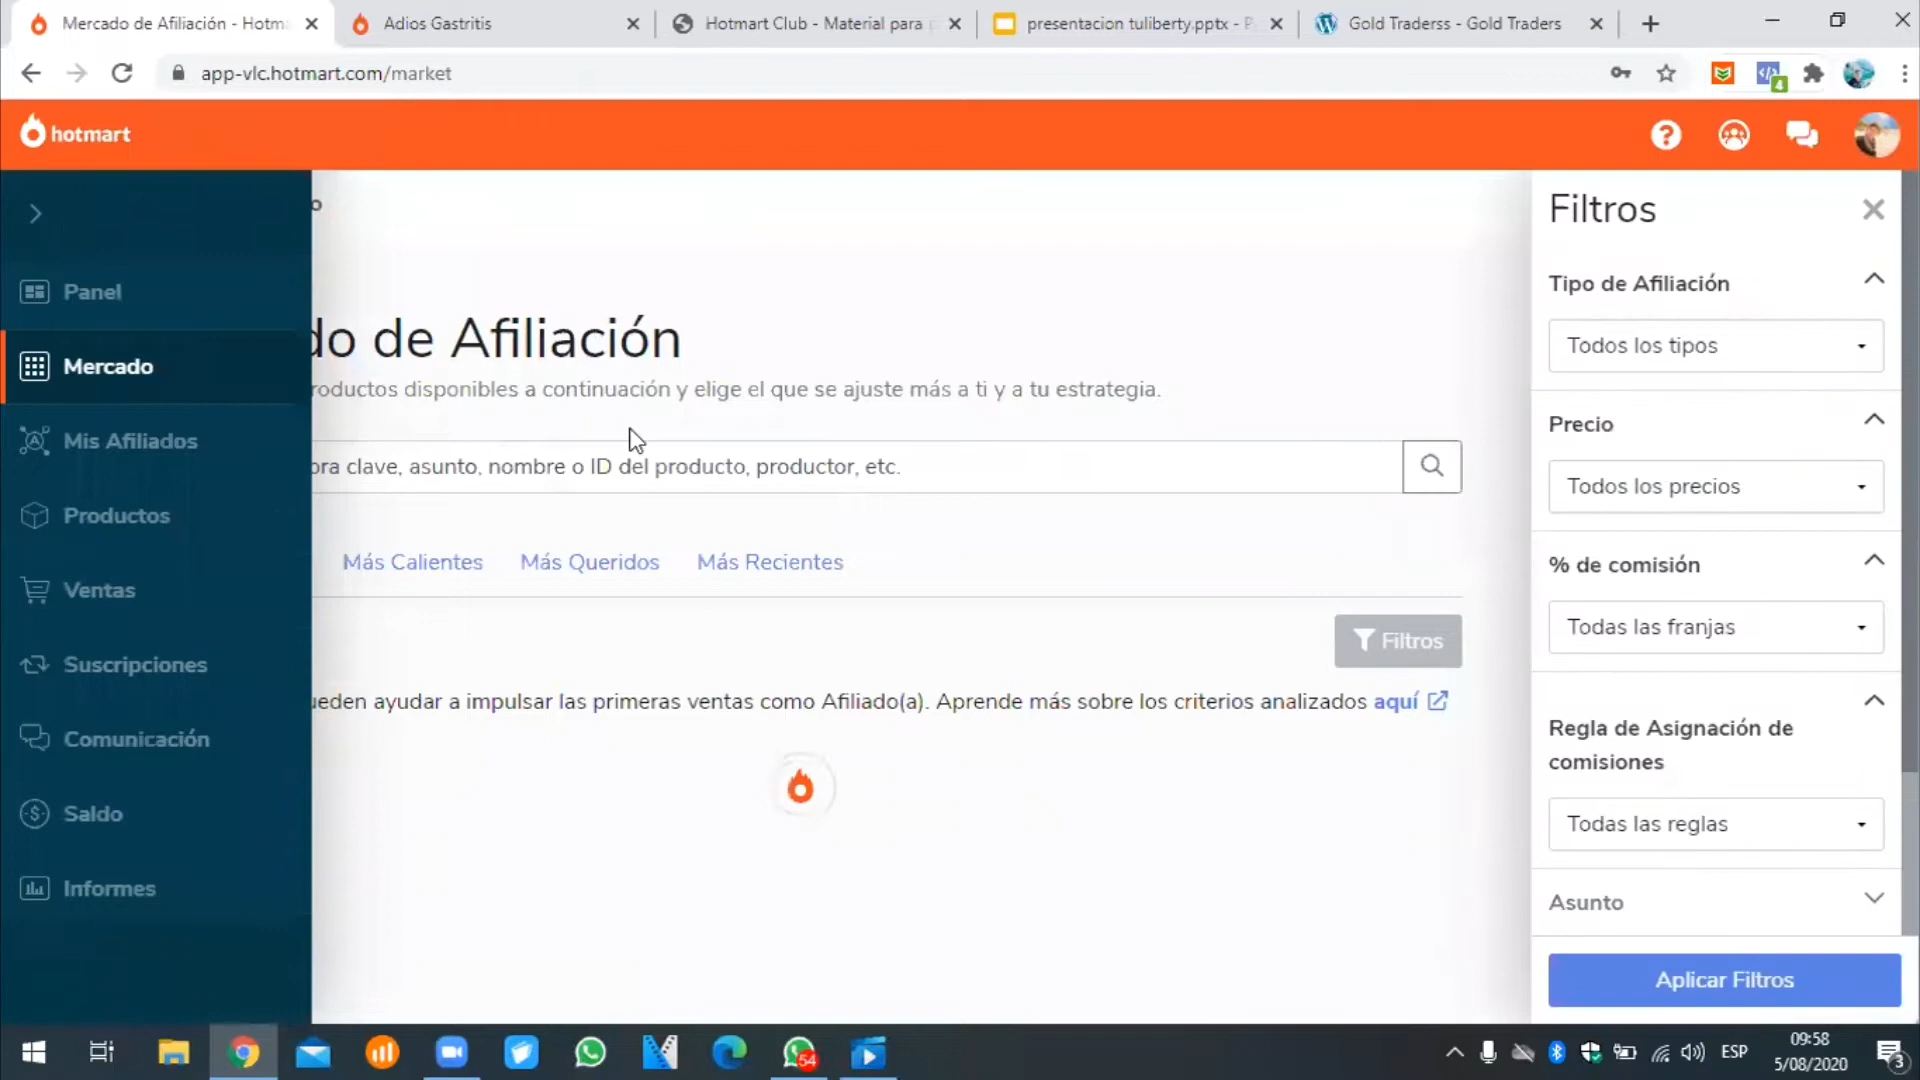 Mercado de Afiliación - Hotma
Adios Gastritis
Hotmart Club - Material para p
presentacion tuliberty.pptx - P
Gold Traderss - Gold Traders
app-vlc.hotmart.com/market
4
hotmart
?
o
Panel
Mercado
Mis Afiliados
Productos
Ventas
Suscripciones
Comunicación
Saldo
Informes
do de Afiliación
roductos disponibles a continuación y elige el que se ajuste más a ti y a tu estrategia.
bra clave, asunto, nombre o ID del producto, productor, etc.
Más Calientes
Más Queridos
Más Recientes
Filtros
ueden ayudar a impulsar las primeras ventas como Afiliado(a). Aprende más sobre los criterios analizados aquí
Filtros
Tipo de Afiliación
Todos los tipos
Precio
Todos los precios
% de comisión
Todas las franjas
Regla de Asignación de
comisiones
Todas las reglas
Asunto
Aplicar Filtros
54
ESP
09:58
5/08/2020
3